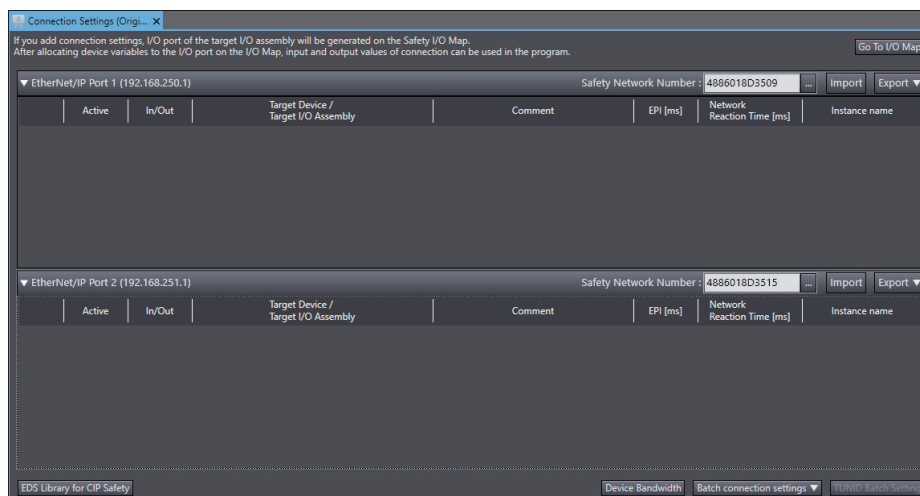 Connection Settings (Origi... ×
If you add connection settings, I/O port of the target I/O assembly will be generated on the Safety I/O Map.
After allocating device variables to the I/O port on the I/O Map, input and output values of connection can be used in the program.
Go To I/O Map
▼ EtherNet/IP Port 1 (192.168.250.1) Safety Network Number : 4886018D3509 ... Import Export ▼
Active In/Out Target Device / Target I/O Assembly Comment EPI [ms] Network Reaction Time [ms] Instance name
▼ EtherNet/IP Port 2 (192.168.251.1) Safety Network Number : 4886018D3515 ... Import Export ▼
Active In/Out Target Device / Target I/O Assembly Comment EPI [ms] Network Reaction Time [ms] Instance name
EDS Library for CIP Safety Device Bandwidth Batch connection settings ▼ TUNID Batch Setting